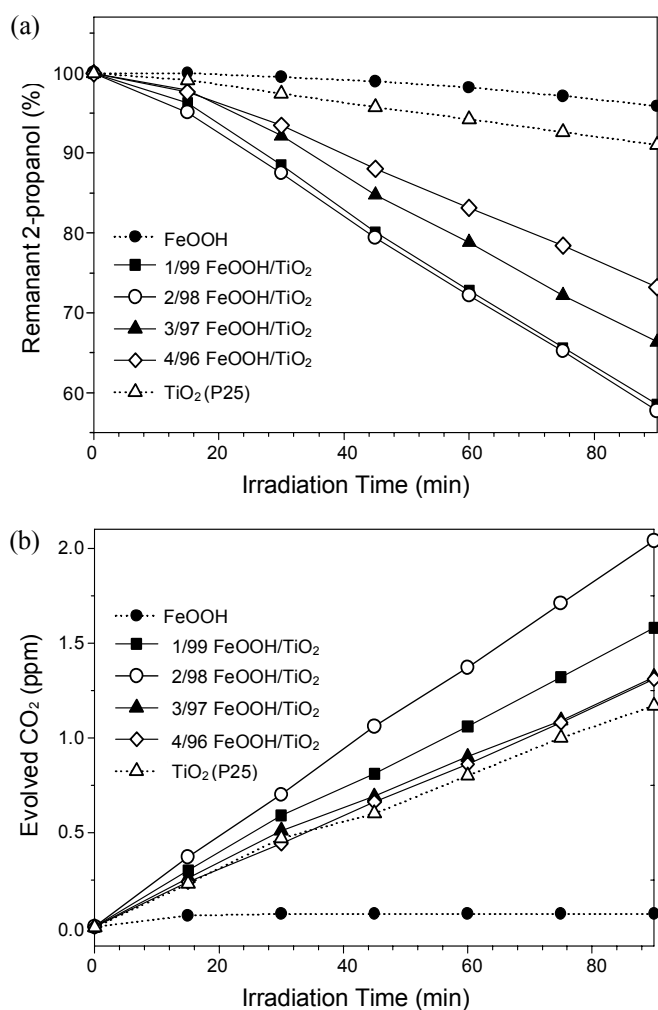 (a)
100
90
80
70
60
Remanant 2-propanol (%)
FeOOH
1/99 FeOOH/TiO₂
2/98 FeOOH/TiO₂
3/97 FeOOH/TiO₂
4/96 FeOOH/TiO₂
TiO₂ (P25)
0 20 40 60 80
Irradiation Time (min)
(b)
2.0
1.5
1.0
0.5
0.0
Evolved CO₂ (ppm)
FeOOH
1/99 FeOOH/TiO₂
2/98 FeOOH/TiO₂
3/97 FeOOH/TiO₂
4/96 FeOOH/TiO₂
TiO₂ (P25)
0 20 40 60 80
Irradiation Time (min)